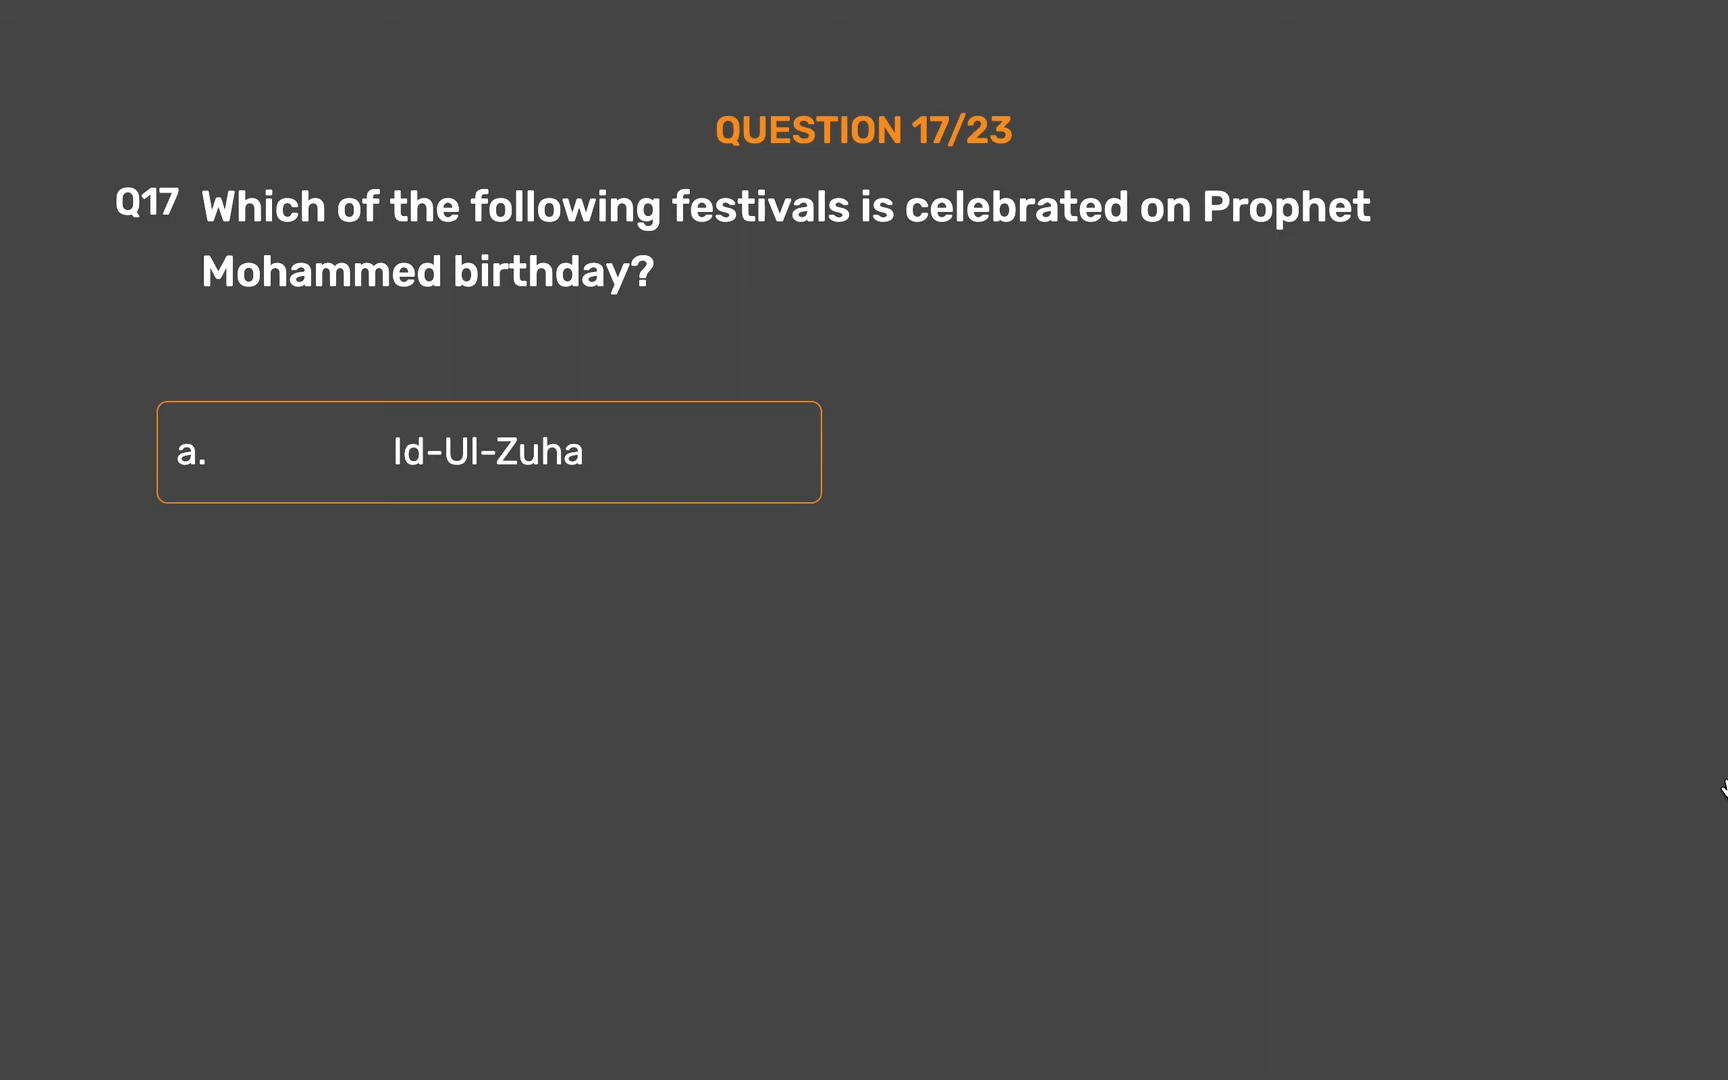 QUESTION 17/23
Q17 Which of the following festivals is celebrated on Prophet
Mohammed birthday?
a. Id-Ul-Zuha